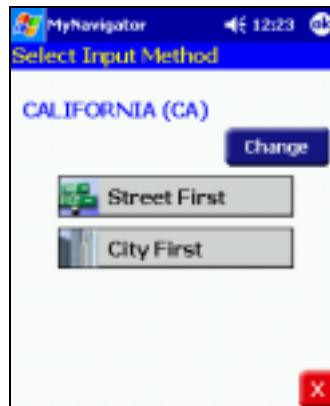 MyNavigator 12:23 ok
Select Input Method
CALIFORNIA (CA)
Change
Street First
City First
X